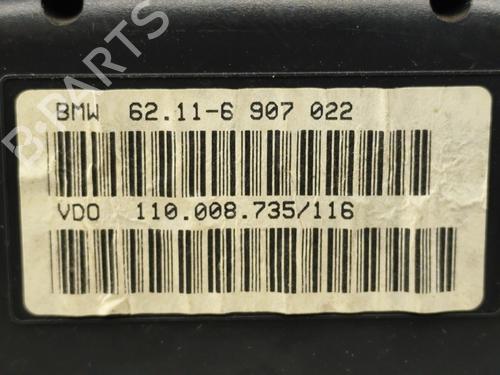 B-PARTS
BMW 62.11-6 907 022
VDO 110.008.735/116